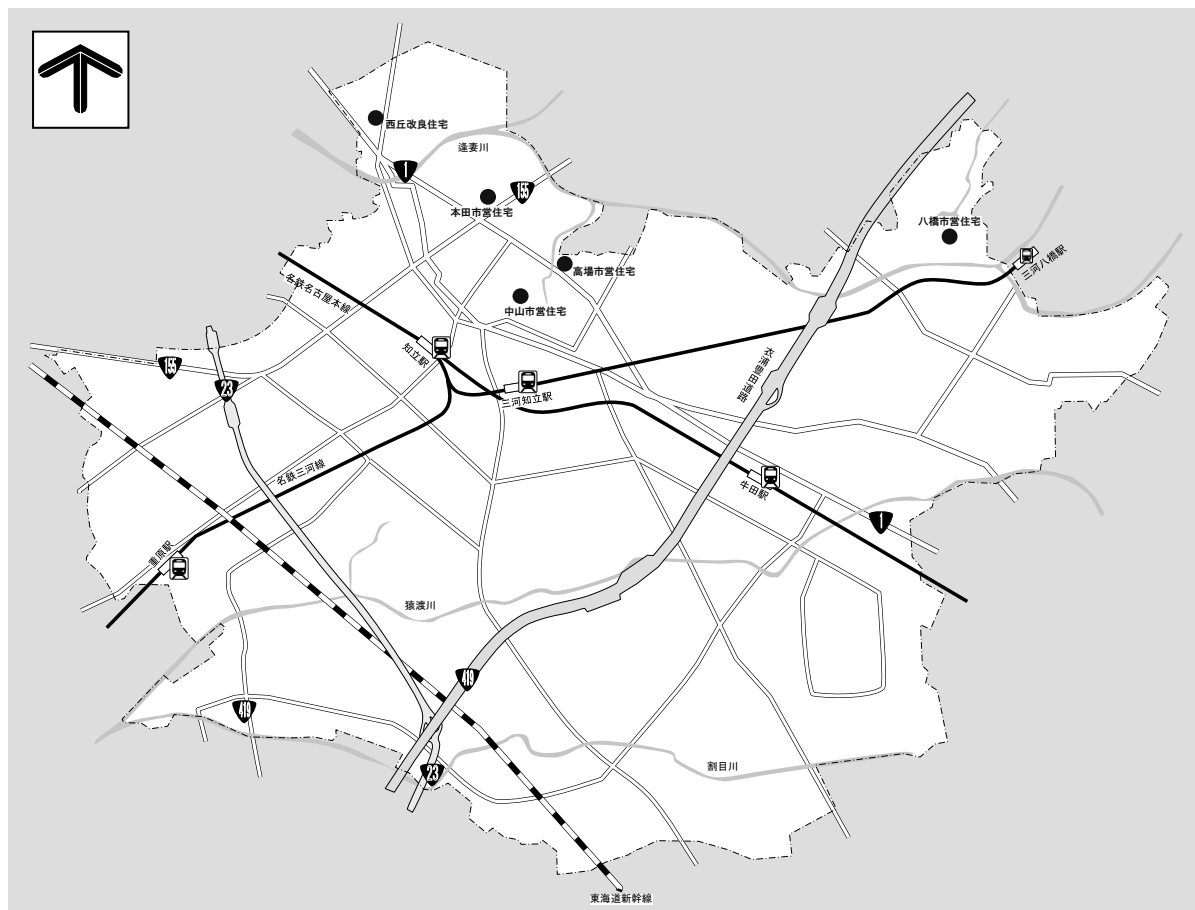 西丘改良住宅
逢妻川
1
155
本田市営住宅
八橋市営住宅
三河八橋駅
高場市営住宅
名鉄名古屋本線
中山市営住宅
知立駅
衣浦豊田道路
155
23
三河知立駅
名鉄三河線
牛田駅
1
重原駅
猿渡川
419
419
割目川
23
東海道新幹線